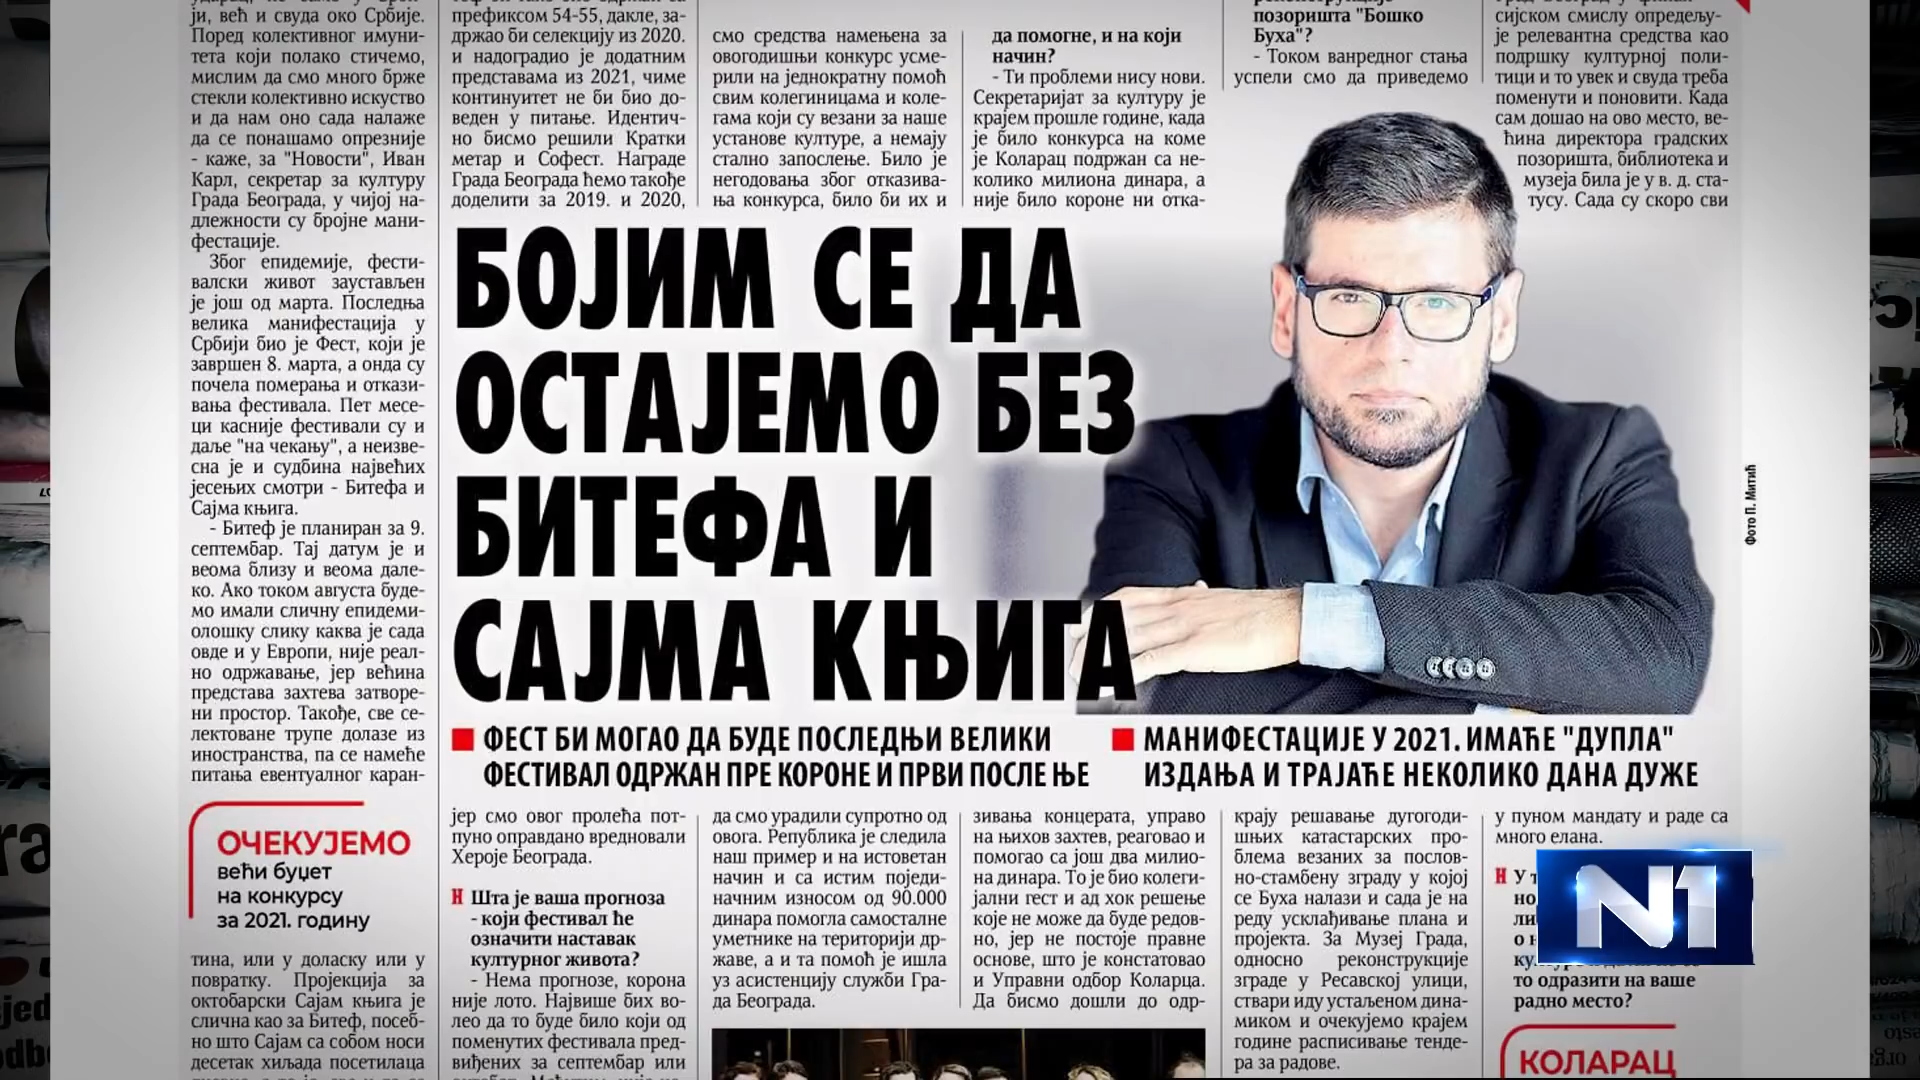 ји, већ и свуда око Србије.
Поред колективног имуни-
тета који полако стичемо,
мислим да смо много брже
стекли колективно искуство
и да нам оно сада налаже
да се понашамо опрезније
- каже, за "Новости", Иван
Карл, секретар за културу
Града Београда, у чијој на-
длежности су бројне мани-
фестације.
Због епидемије, фести-
валски живот заустављен
је још од марта. Последња
велика манифестација у
Србији био је Фест, који је
завршен 8. марта, а онда су
почела померања и отказиː
вања фестивала. Пет месе-
ци касније фестивали су и
даље "на чекању", а неизве-
сна је и судбина највећих
јесењих смотри - Битефа и
Сајма књига.
- Битеф је планиран за 9.
септембар. Тај датум је и
веома близу и веома дале-
ко. Ако током августа буде-
мо имали сличну епидеми-
олошку слику каква је сада
овде и у Европи, није реал-
но одржавање, јер већина
представа захтева затворе-
ни простор. Такође, све се-
лектоване трупе долазе из
иностранства, па се намеће
питања евентуалног каран-
ОЧЕКУЈЕМО
већи буџет
на конкурсу
за 2021. годину
тина, или у доласку или у
повратку. Пројекција за
октобарски Сајам књига је
слична као за Битеф, посеб-
но што Сајам са собом носи
десетак хиљада посетилаца
префиксом 54-55, дакле, за-
држао би селекцију из 2020.
и надоградио је додатним
представама из 2021, чиме
континуитет не би био до-
веден у питање. Идентич-
но бисмо решили Кратки
метар и Софест. Награде
Града Београда ћемо такође
доделити за 2019. и 2020,
смо средства намењена за
овогодишњи конкурс усме-
рили на једнократну помоћ
свим колегиницама и коле-
гама који су везани за наше
установе културе, а немају
стално запослење. Било је
негодовања због отказива-
ња конкурса, било би их и
да помогне, и на који
начин?
- Ти проблеми нису нови.
Секретаријат за културу је
крајем прошле године, када
је било конкурса на коме
је Коларац подржан са не-
колико милиона динара, а
није било короне ни отка-
позоришта "Бошко
Буха"?
- Током ванредног стања
успели смо да приведемо
сијском смислу опредељу-
је релевантна средства као
подршку културној поли-
тици и то увек и свуда треба
поменути и поновити. Када
сам дошао на ово место, ве-
ћина директора градских
позоришта, библиотека и
музеја била је у в. д. ста-
тусу. Сада су скоро сви
БОЈИМ СЕ ДА
ОСТАЈЕМО БЕЗ
БИТЕФА И
САЈМА КЊИГА
Фото П. Митић
ФЕСТ БИ МОГАО ДА БУДЕ ПОСЛЕДЊИ ВЕЛИКИ
ФЕСТИВАЛ ОДРЖАН ПРЕ КОРОНЕ И ПРВИ ПОСЛЕ ЊЕ
МАНИФЕСТАЦИЈЕ У 2021. ИМАЋЕ "ДУПЛА"
ИЗДАЊА И ТРАЈАЋЕ НЕКОЛИКО ДАНА ДУЖЕ
јер смо овог пролећа пот-
пуно оправдано вредновали
Хероје Београда.
Н Шта је ваша прогноза
- који фестивал ће
означити наставак
културног живота?
- Нема прогнозе, корона
није лото. Највише бих во-
лео да то буде било који од
поменутих фестивала пред-
виђених за септембар или
да смо урадили супротно од
овога. Република је следила
наш пример и на истоветан
начин и са истим поједи-
начним износом од 90.000
динара помогла самосталне
уметнике на територији др-
жаве, а и та помоћ је ишла
уз асистенцију служби Гра-
да Београда.
зивања концерата, управо
на њихов захтев, реаговао и
помогао са још два милио-
на динара. То је био колеги-
јални гест и ад хок решење
које не може да буде редов-
но, јер не постоје правне
основе, што је констатовао
и Управни одбор Коларца.
Да бисмо дошли до одр-
крају решавање дугогоди-
шњих катастарских про-
блема везаних за послов-
но-стамбену зграду у којој
се Буха налази и сада је на
реду усклађивање плана и
пројекта. За Музеј Града,
односно реконструкције
зграде у Ресавској улици,
ствари иду устаљеном дина-
миком и очекујемо крајем
године расписивање тенде-
ра за радове.
у пуном мандату и раде са
много елана.
Н У
то одразити на ваше
радно место?
КОЛАРАЦ
N1